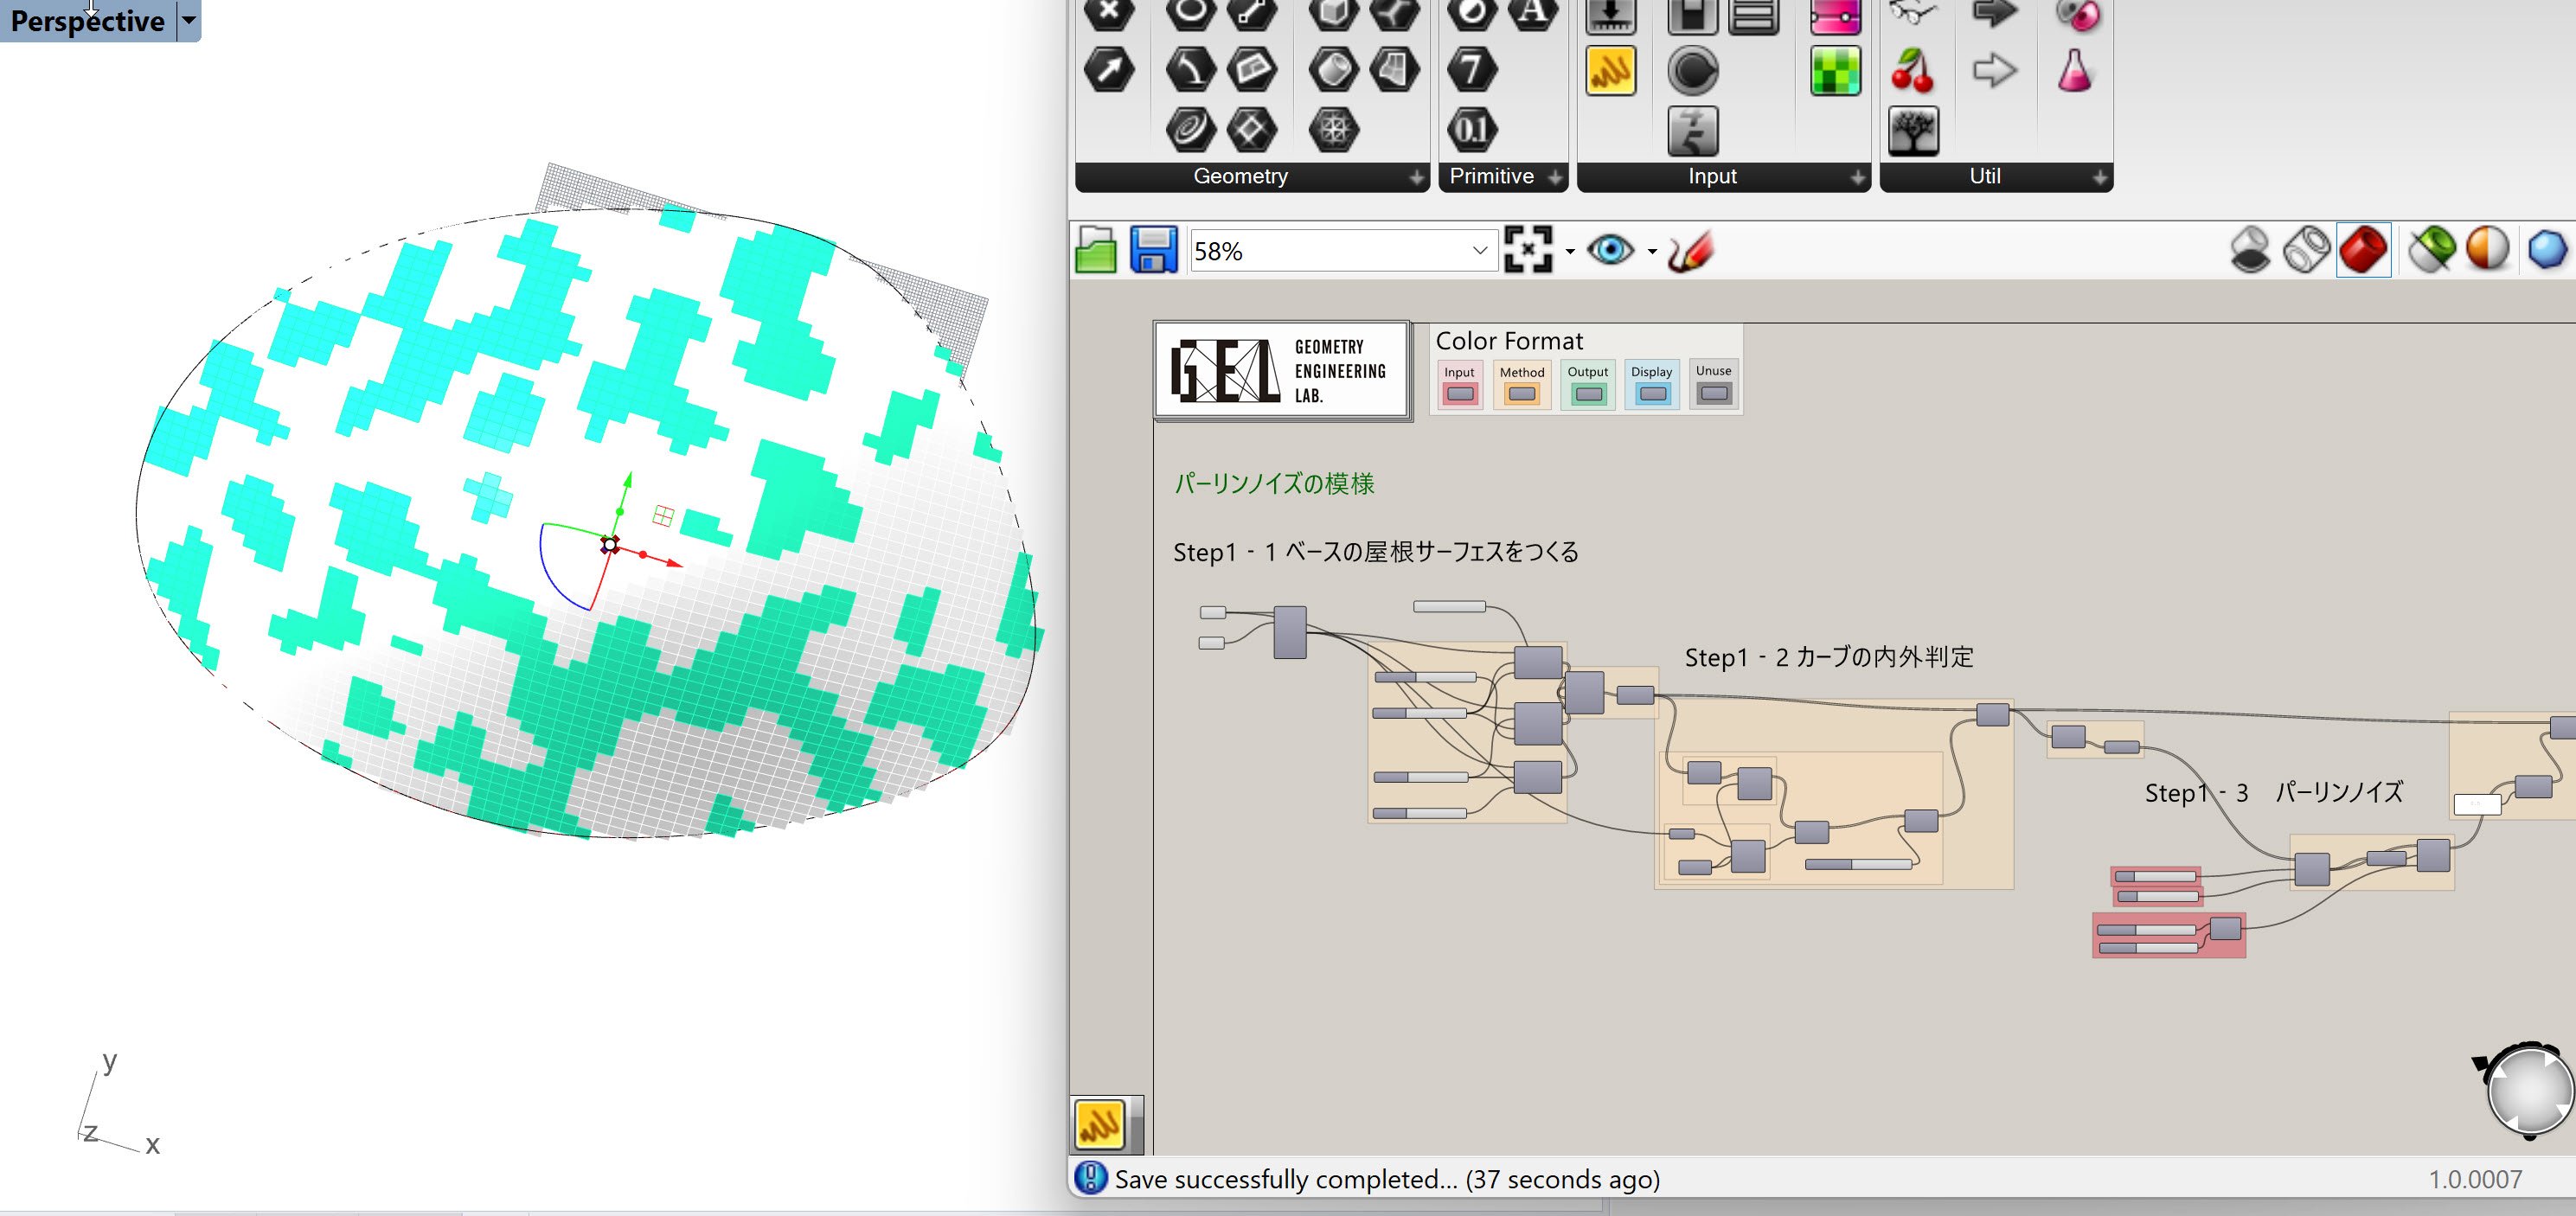 Perspective
Geometry
Primitive
Input
Util
58%
GEL
GEOMETRY
ENGINEERING
LAB.
Color Format
Input
Method
Output
Display
Unuse
パーリンノイズの模様
Step1 - 1 ベースの屋根サーフェスをつくる
Step1 - 2 カーブの内外判定
Step1 - 3　パーリンノイズ
y
z
x
Save successfully completed... (37 seconds ago)
1.0.0007